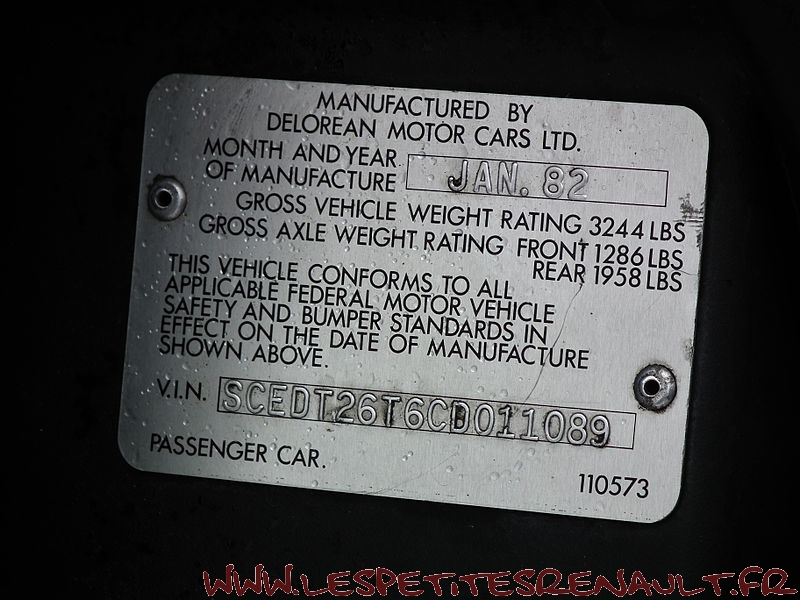 MANUFACTURED BY
DELOREAN MOTOR CARS LTD.
MONTH AND YEAR
OF MANUFACTURE JAN. 82
GROSS VEHICLE WEIGHT RATING 3244 LBS
GROSS AXLE WEIGHT RATING FRONT 1286 LBS
REAR 1958 LBS
THIS VEHICLE CONFORMS TO ALL
APPLICABLE FEDERAL MOTOR VEHICLE
SAFETY AND BUMPER STANDARDS IN
EFFECT ON THE DATE OF MANUFACTURE
SHOWN ABOVE.
V.I.N. SCEDT26T6CD011089
PASSENGER CAR.
110573
WWW.LESPETITESRENAULT.FR